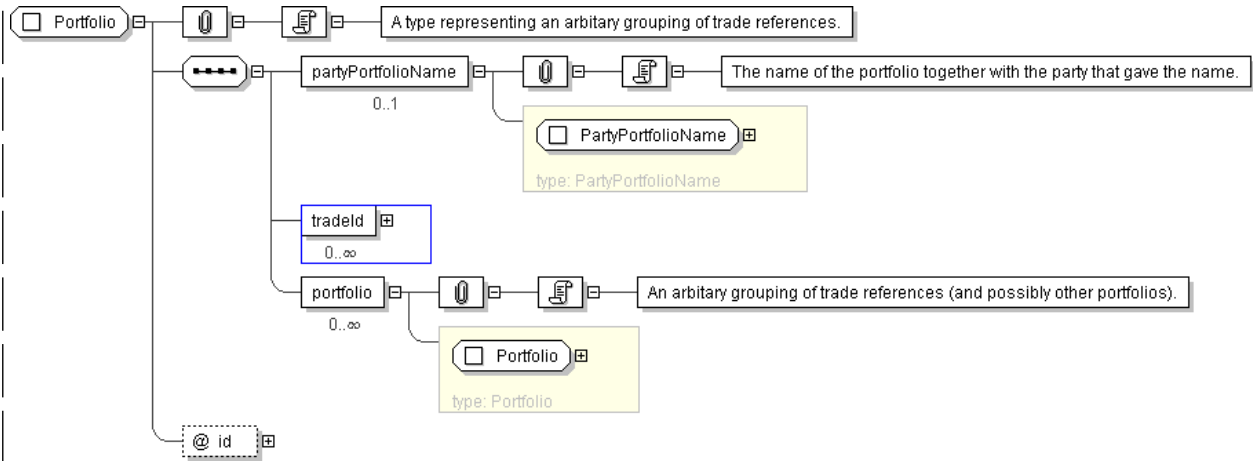 Portfolio
A type representing an arbitary grouping of trade references.
partyPortfolioName
The name of the portfolio together with the party that gave the name.
0..1
PartyPortfolioName
type: PartyPortfolioName
tradeId
0..∞
portfolio
An arbitary grouping of trade references (and possibly other portfolios).
0..∞
Portfolio
type: Portfolio
@ id